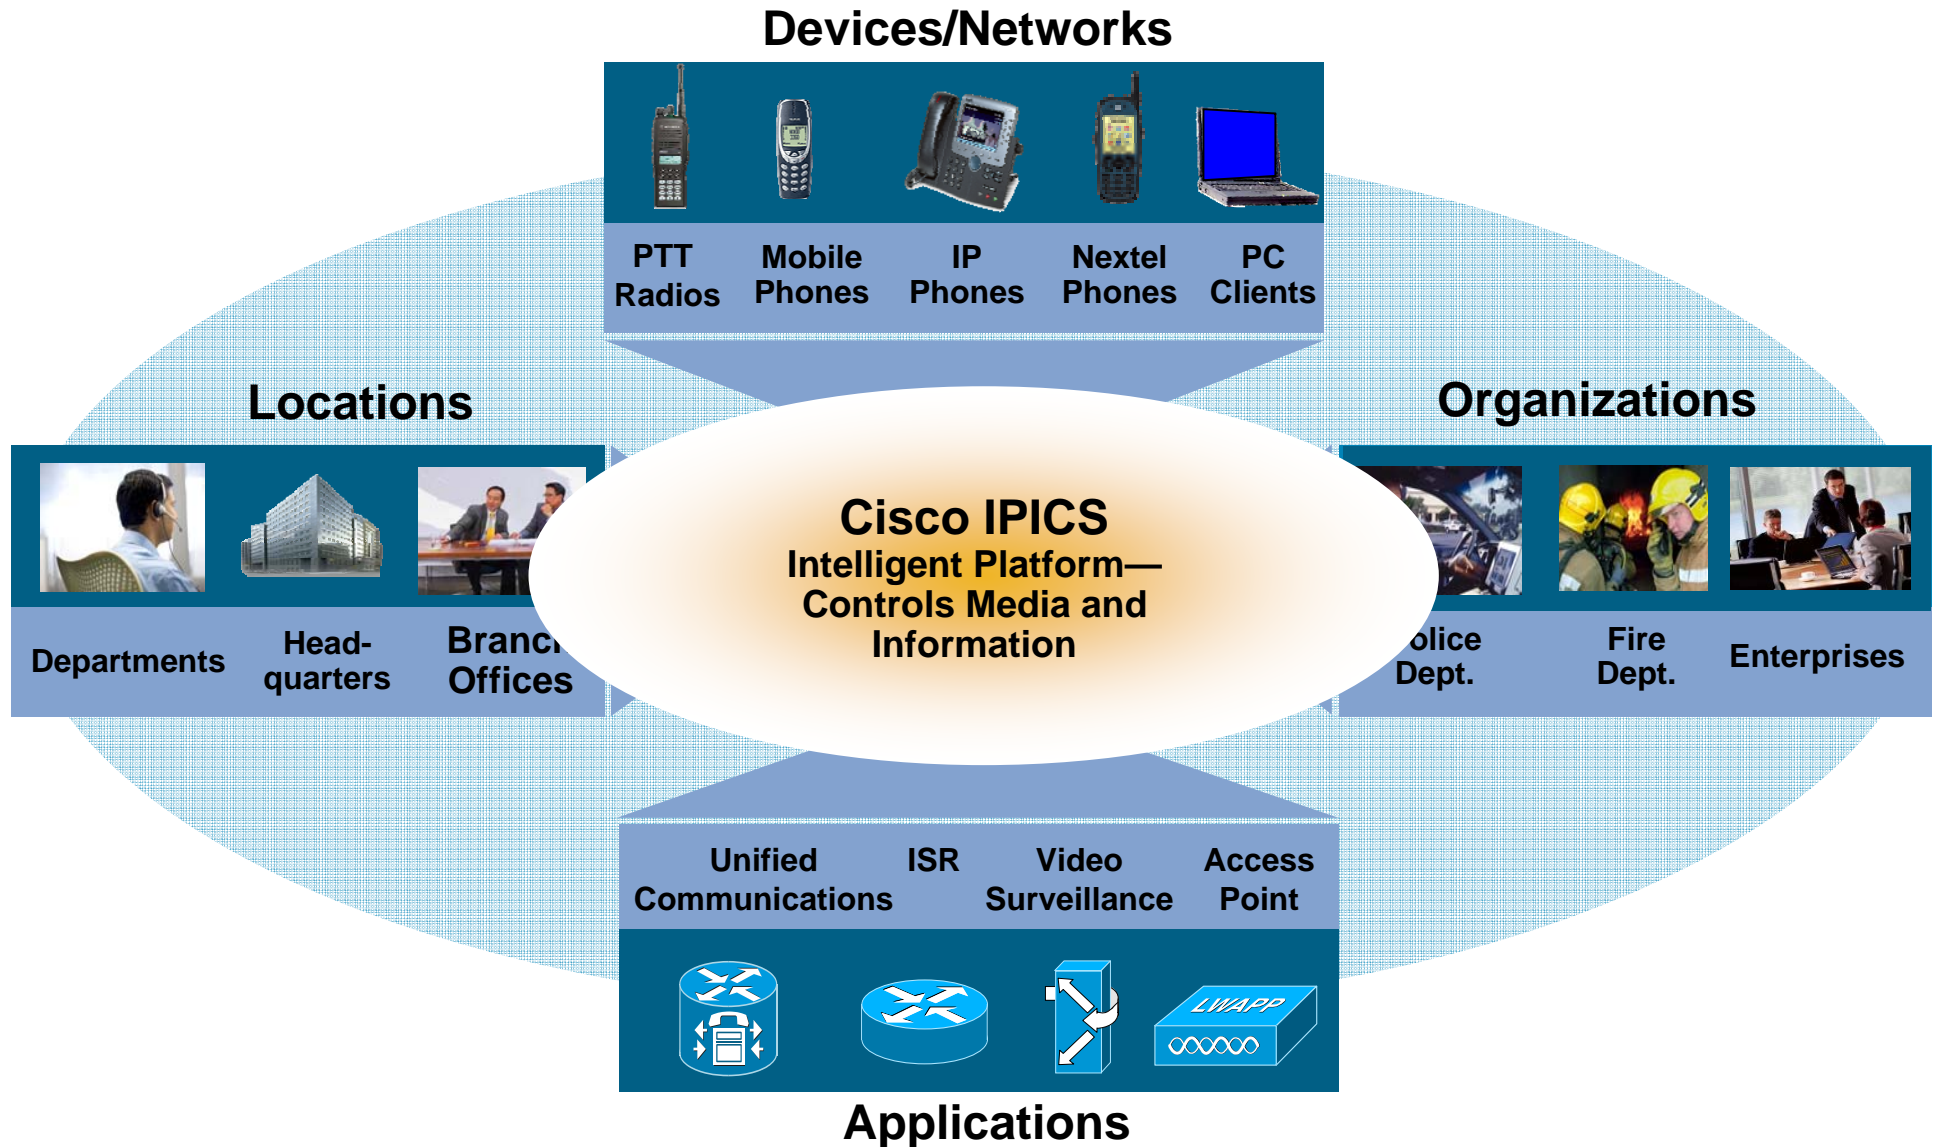 Devices/Networks
PTT
Radios
Mobile
Phones
IP
Phones
Nextel
Phones
PC
Clients
Locations
Departments
Head-
quarters
Branch
Offices
Cisco IPICS
Intelligent Platform—
Controls Media and
Information
Organizations
olice
Dept.
Fire
Dept.
Enterprises
Unified
Communications
ISR
Video
Surveillance
Access
Point
LWAPP
Applications